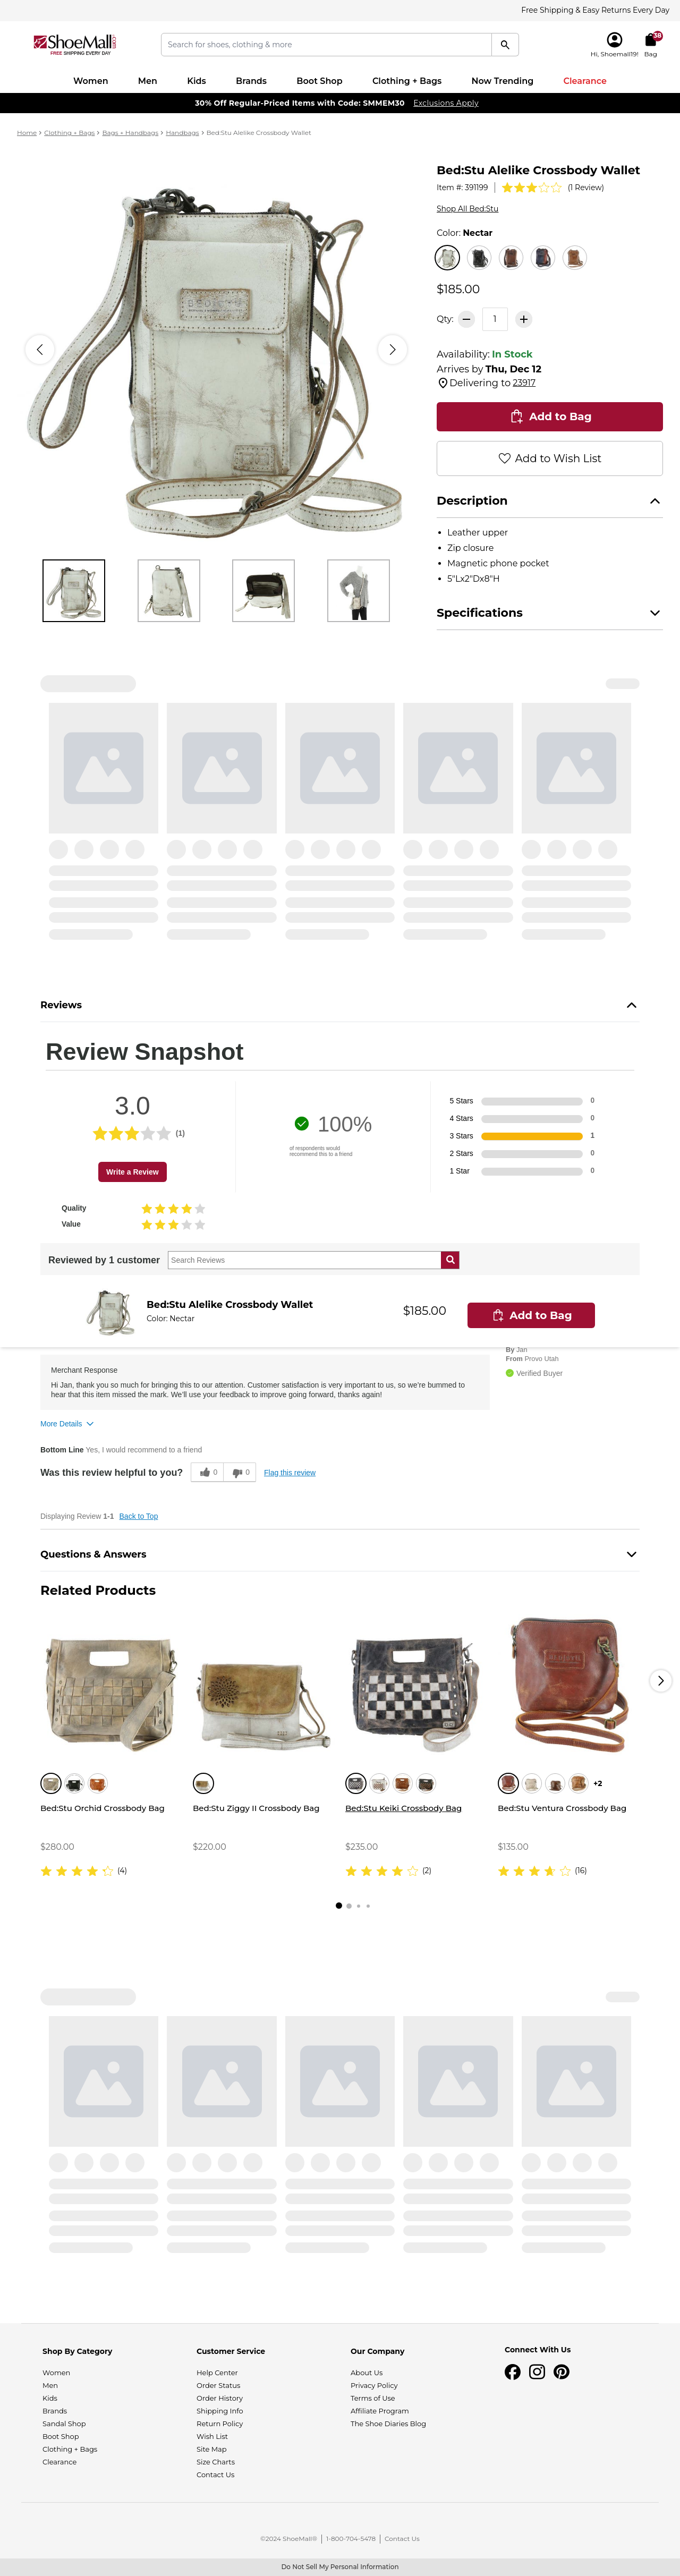 Free Shipping & Easy Returns Every Day
ShoeMall.com
FREE SHIPPING EVERY DAY
Search for shoes, clothing & more
38
Hi, Shoemall19!
Bag
Women
Men
Kids
Brands
Boot Shop
Clothing + Bags
Now Trending
Clearance
30% Off Regular-Priced Items with Code: SMMEM30 Exclusions Apply
Home > Clothing + Bags > Bags + Handbags > Handbags > Bed:Stu Alelike Crossbody Wallet
Bed:Stu Alelike Crossbody Wallet
Item #: 391199 (1 Review)
Shop All Bed:Stu
Color: Nectar
$185.00
Qty: 1
Availability: In Stock
Arrives by Thu, Dec 12
Delivering to 23917
Add to Bag
Add to Wish List
Description
• Leather upper
• Zip closure
• Magnetic phone pocket
• 5"Lx2"Dx8"H
Specifications
Reviews
Review Snapshot
3.0
(1)
Write a Review
100%
of respondents would
recommend this to a friend
5 Stars 0
4 Stars 0
3 Stars 1
2 Stars 0
1 Star 0
Quality
Value
Reviewed by 1 customer
Search Reviews
Bed:Stu Alelike Crossbody Wallet
Color: Nectar
$185.00
Add to Bag
By Jan
From Provo Utah
Verified Buyer
Merchant Response
Hi Jan, thank you so much for bringing this to our attention. Customer satisfaction is very important to us, so we're bummed to
hear that this item missed the mark. We'll use your feedback to improve going forward, thanks again!
More Details
Bottom Line Yes, I would recommend to a friend
Was this review helpful to you? 0 0 Flag this review
Displaying Review 1-1 Back to Top
Questions & Answers
Related Products
+2
Bed:Stu Orchid Crossbody Bag
$280.00
(4)
Bed:Stu Ziggy II Crossbody Bag
$220.00
Bed:Stu Keiki Crossbody Bag
$235.00
(2)
Bed:Stu Ventura Crossbody Bag
$135.00
(16)
Shop By Category
Women
Men
Kids
Brands
Sandal Shop
Boot Shop
Clothing + Bags
Clearance
Customer Service
Help Center
Order Status
Order History
Shipping Info
Return Policy
Wish List
Site Map
Size Charts
Contact Us
Our Company
About Us
Privacy Policy
Terms of Use
Affiliate Program
The Shoe Diaries Blog
Connect With Us
©2024 ShoeMall® | 1-800-704-5478 | Contact Us
Do Not Sell My Personal Information